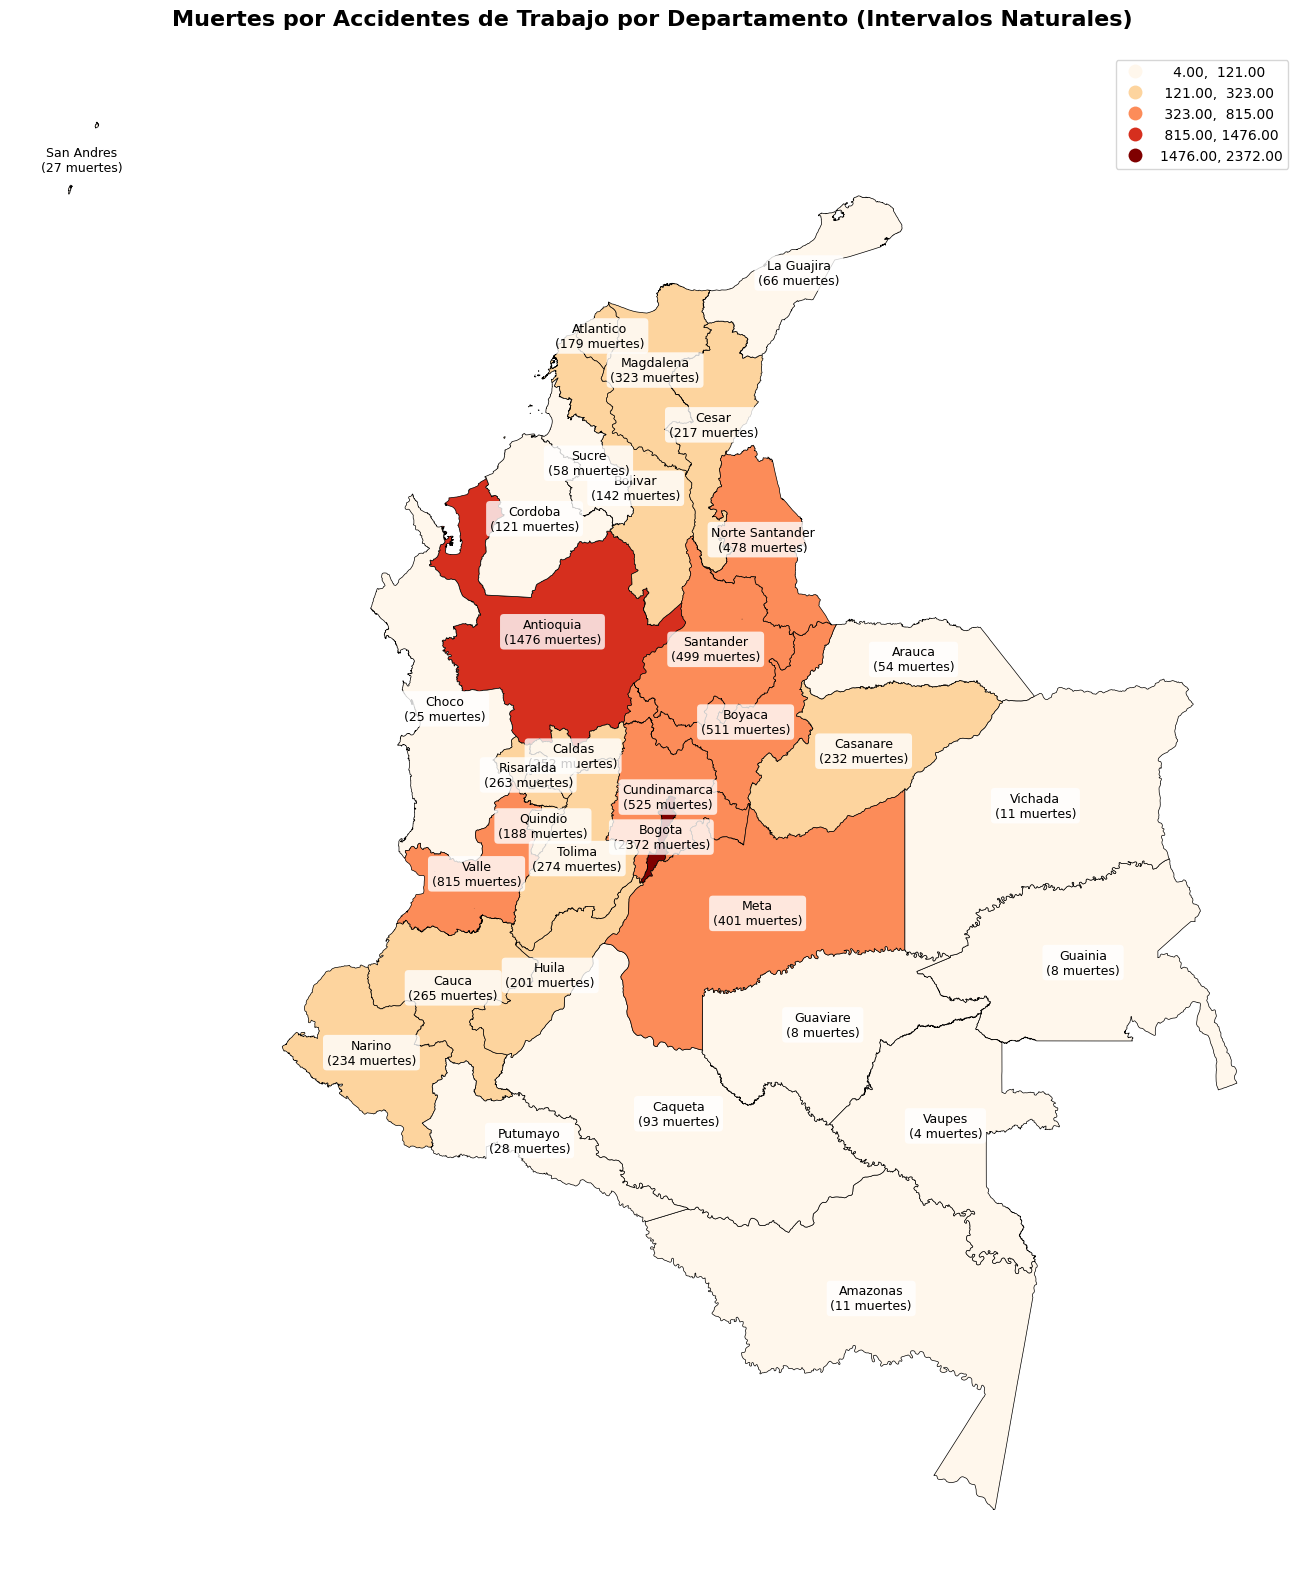 Muertes por Accidentes de Trabajo por Departamento (Intervalos Naturales)
4.00, 121.00
121.00, 323.00
323.00, 815.00
815.00, 1476.00
1476.00, 2372.00
San Andres
(27 muertes)
La Guajira
(66 muertes)
Atlantico
(179 muertes)
Magdalena
(323 muertes)
Cesar
(217 muertes)
Sucre
(58 muertes)
Bolivar
(142 muertes)
Cordoba
(121 muertes)
Norte Santander
(478 muertes)
Antioquia
(1476 muertes)
Santander
(499 muertes)
Arauca
(54 muertes)
Choco
(25 muertes)
Boyaca
(511 muertes)
Casanare
(232 muertes)
Caldas
muertes)
Risaralda
(263 muertes)
Cundinamarca
(525 muertes)
Vichada
(11 muertes)
Quindio
(188 muertes)
Bogota
(2372 muertes)
Tolima
(274 muertes)
Valle
(815 muertes)
Meta
(401 muertes)
Guainia
(8 muertes)
Huila
(201 muertes)
Cauca
(265 muertes)
Guaviare
(8 muertes)
Narino
(234 muertes)
Caqueta
(93 muertes)
Vaupes
(4 muertes)
Putumayo
(28 muertes)
Amazonas
(11 muertes)